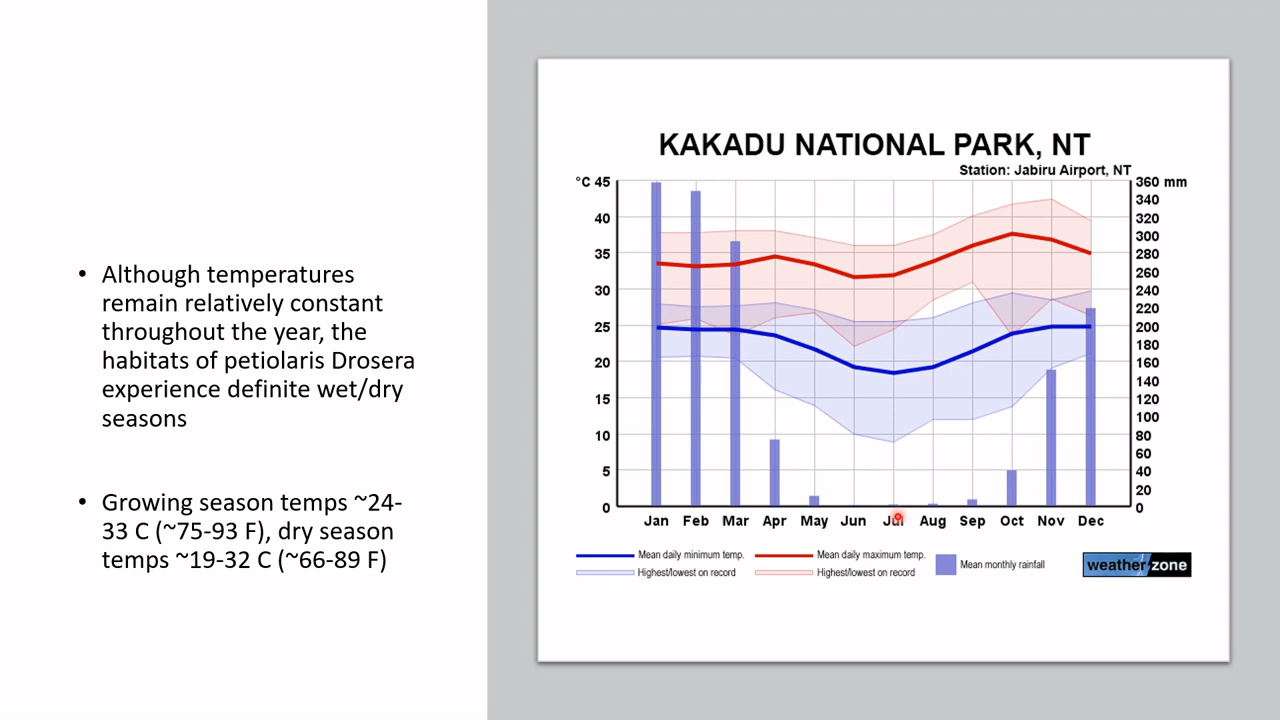 • Although temperatures
remain relatively constant
throughout the year, the
habitats of petiolaris Drosera
experience definite wet/dry
seasons
• Growing season temps ~24-
33 C (~75-93 F), dry season
temps ~19-32 C (~66-89 F)
KAKADU NATIONAL PARK, NT
Station: Jabiru Airport, NT
°C 45
40
35
30
25
20
15
10
5
0
360 mm
340
320
300
280
260
240
220
200
180
160
140
120
100
80
60
40
20
0
Jan Feb Mar Apr May Jun Jul Aug Sep Oct Nov Dec
Mean daily minimum temp. Mean daily maximum temp. Mean monthly rainfall
Highest/lowest on record Highest/lowest on record
weatherzone